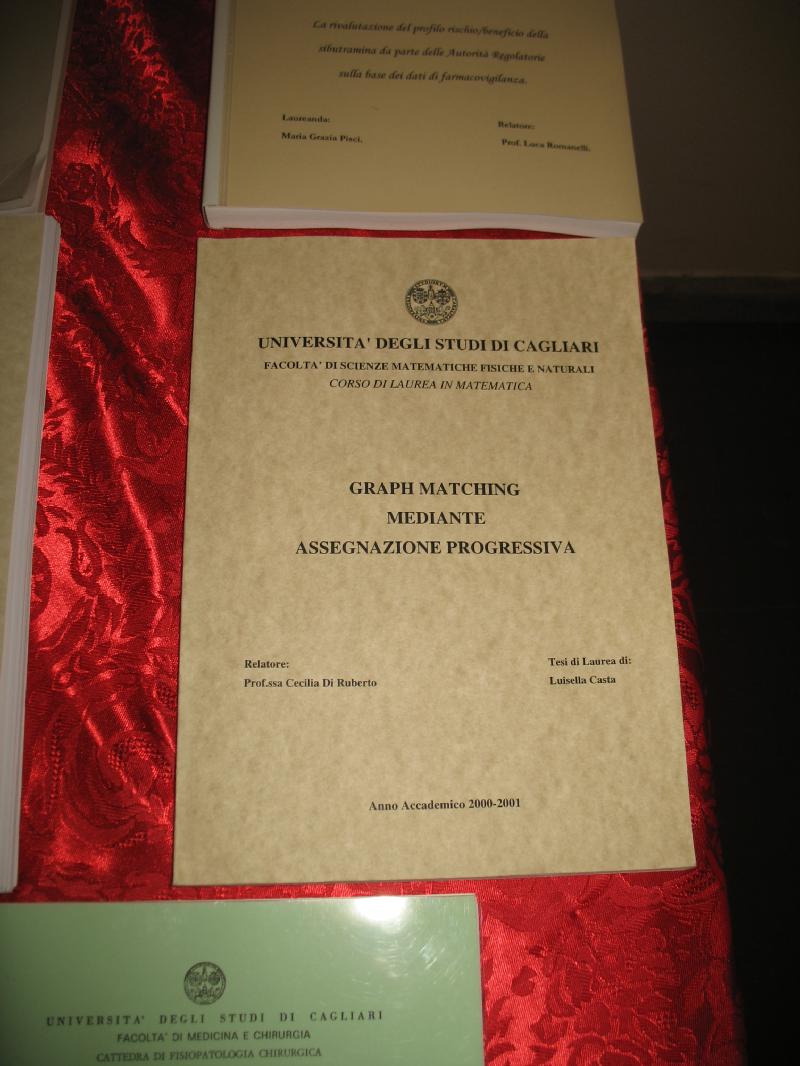 La rivalutazione del profilo rischio/beneficio della
sibutramina da parte delle Autorità Regolatorie
sulla base dei dati di farmacovigilanza.
Laureanda:
Maria Grazia Pisci.
Relatore:
Prof. Luca Romanelli.
UNIVERSITA' DEGLI STUDI DI CAGLIARI
FACOLTA' DI SCIENZE MATEMATICHE FISICHE E NATURALI
CORSO DI LAUREA IN MATEMATICA
GRAPH MATCHING
MEDIANTE
ASSEGNAZIONE PROGRESSIVA
Relatore:
Prof.ssa Cecilia Di Ruberto
Tesi di Laurea di:
Luisella Casta
Anno Accademico 2000-2001
UNIVERSITA' DEGLI STUDI DI CAGLIARI
FACOLTA' DI MEDICINA E CHIRURGIA
CATTEDRA DI FISIOPATOLOGIA CHIRURGICA